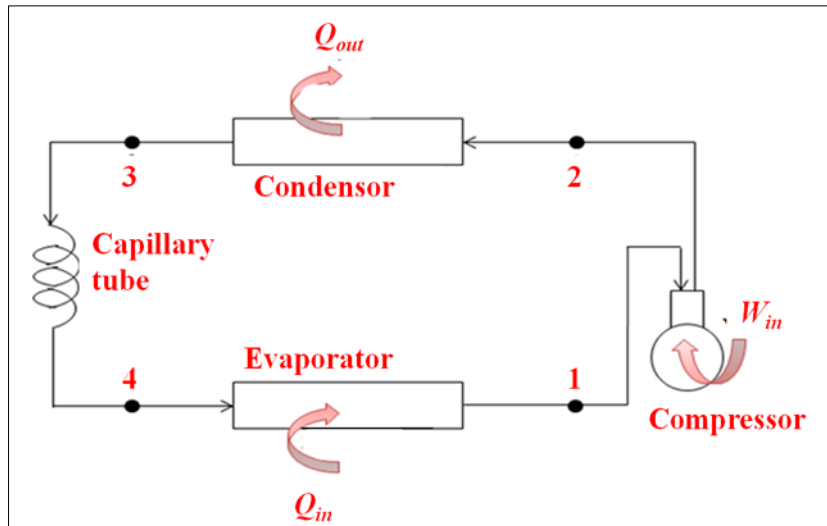 Qout
3
2
Condensor
Capillary
tube
Win
Evaporator
4
1
Compressor
Qin